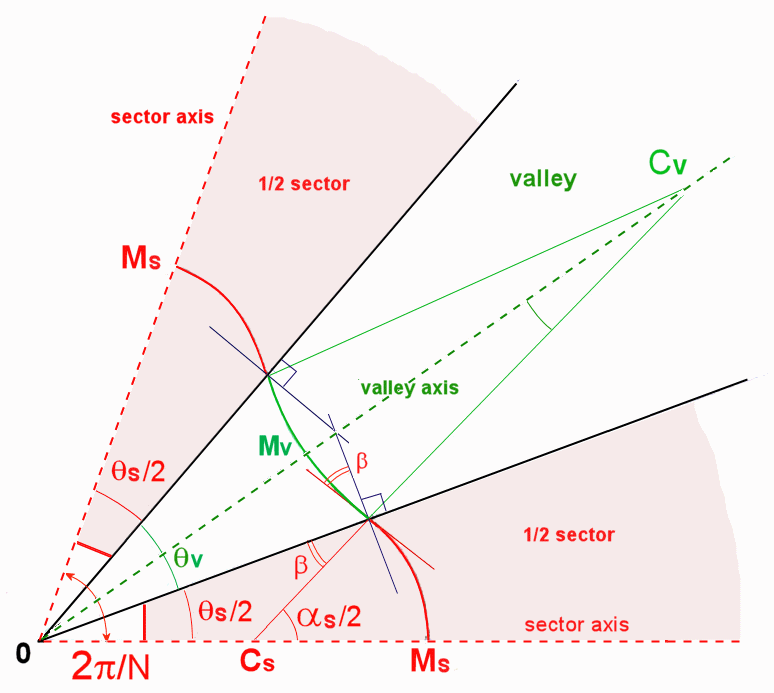 sector axis
1/2 sector
valley
Cv
Ms
valley axis
Mv
β
θs/2
θv
1/2 sector
β
θs/2
αs/2
sector axis
0
2π/N
Cs
Ms